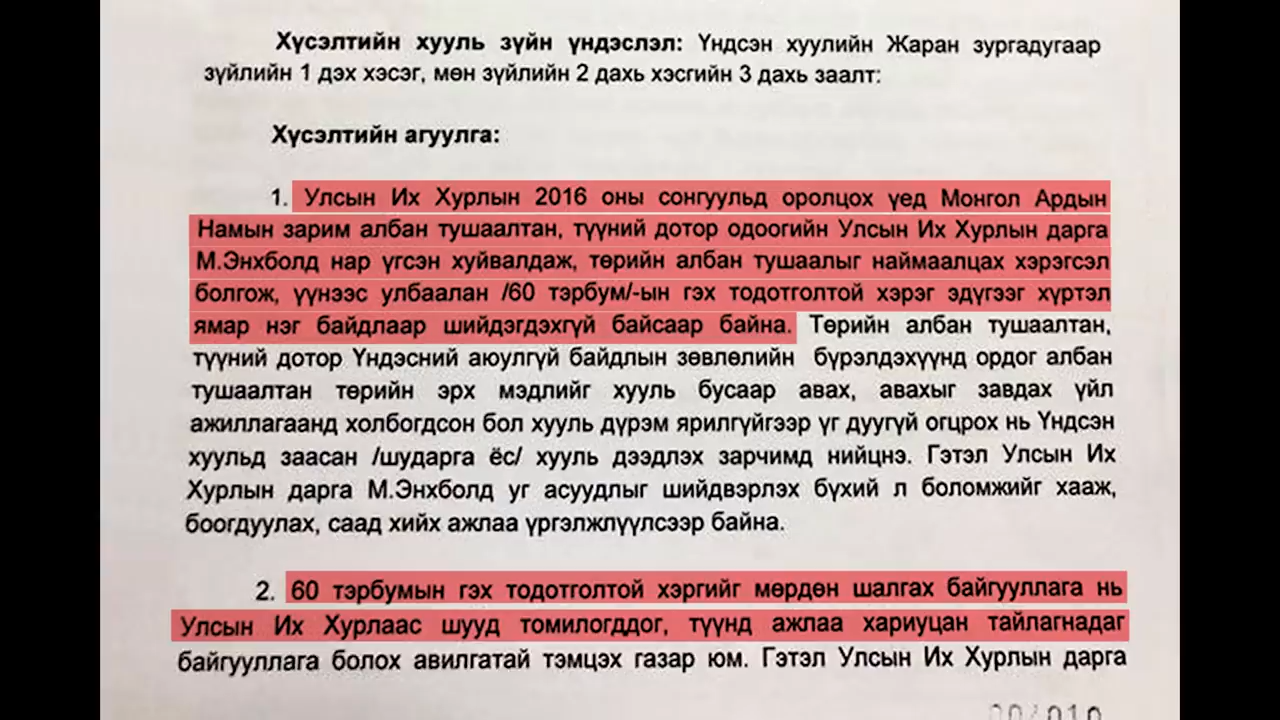 Хүсэлтийн хууль зүйн үндэслэл: Үндсэн хуулийн Жаран зургадугаар
зүйлийн 1 дэх хэсэг, мөн зүйлийн 2 дахь хэсгийн 3 дахь заалт:
Хүсэлтийн агуулга:
1. Улсын Их Хурлын 2016 оны сонгуульд оролцох үед Монгол Ардын
Намын зарим албан тушаалтан, түүний дотор одоогийн Улсын Их Хурлын дарга
М.Энхболд нар үгсэн хуйвалдаж, төрийн албан тушаалыг наймаалцах хэрэгсэл
болгож, үүнээс улбаалан /60 тэрбум/-ын гэх тодотголтой хэрэг эдүгээг хүртэл
ямар нэг байдлаар шийдэгдэхгүй байсаар байна. Төрийн албан тушаалтан,
түүний дотор Үндэсний аюулгүй байдлын зөвлөлийн бүрэлдэхүүнд ордог албан
тушаалтан төрийн эрх мэдлийг хууль бусаар авах, авахыг завдах үйл
ажиллагаанд холбогдсон бол хууль дүрэм ярилгүйгээр үг дуугүй огцрох нь Үндсэн
хуульд заасан /шударга ёс/ хууль дээдлэх зарчимд нийцнэ. Гэтэл Улсын Их
Хурлын дарга М.Энхболд уг асуудлыг шийдвэрлэх бүхий л боломжийг хааж,
боогдуулах, саад хийх ажлаа үргэлжлүүлсээр байна.
2. 60 тэрбумын гэх тодотголтой хэргийг мөрдөн шалгах байгууллага нь
Улсын Их Хурлаас шууд томилогддог, түүнд ажлаа хариуцан тайлагнадаг
байгууллага болох авилгатай тэмцэх газар юм. Гэтэл Улсын Их Хурлын дарга